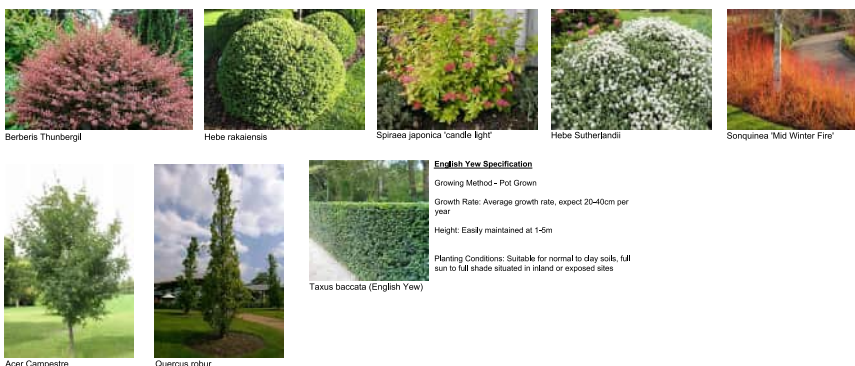 Berberis Thunbergil
Hebe rakaiensis
Spiraea japonica 'candle light'
Hebe Sutherlandii
Sonquinea 'Mid Winter Fire'
English Yew Specification
Growing Method - Pot Grown
Growth Rate: Average growth rate, expect 20-40cm per
year
Height: Easily maintained at 1-5m
Planting Conditions: Suitable for normal to clay soils, full
sun to full shade situated in inland or exposed sites
Taxus baccata (English Yew)
Acer Campestre
Quercus robur